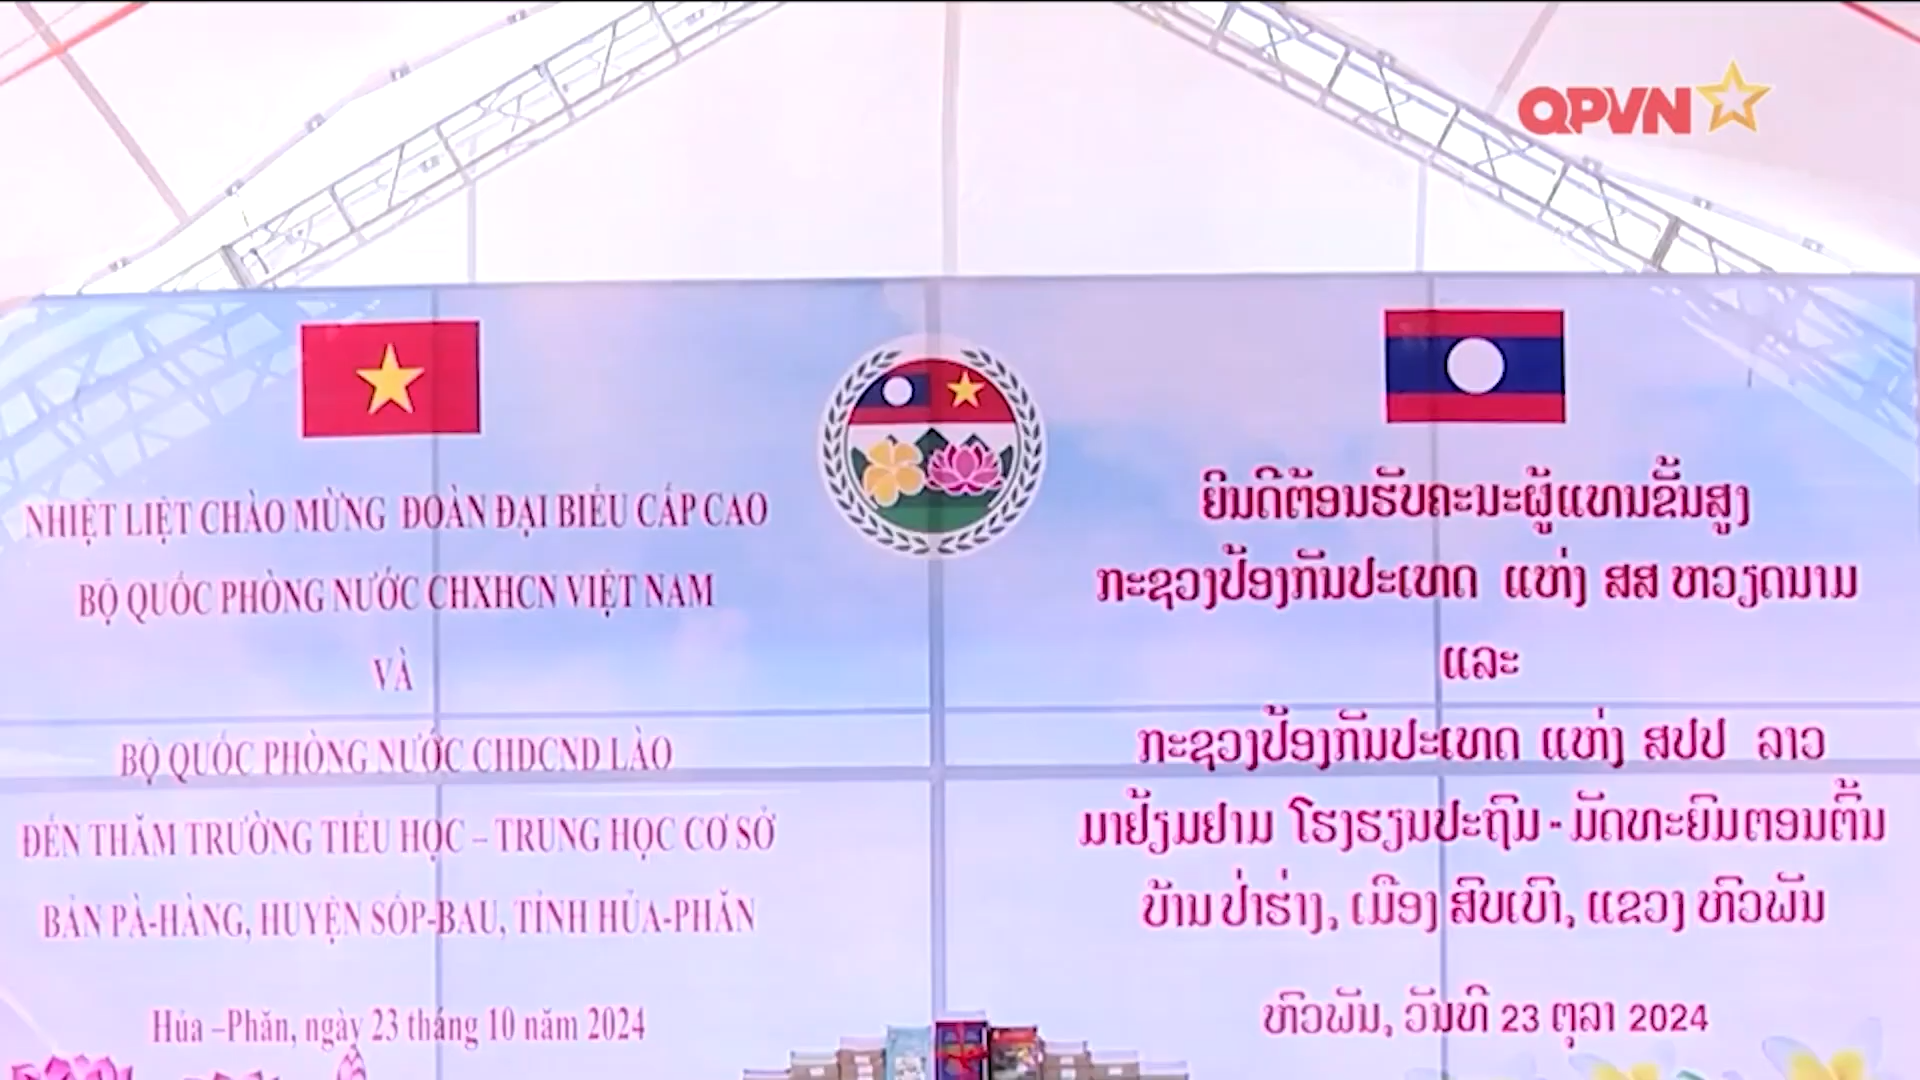 QPVN
NHIỆT LIỆT CHÀO MỪNG ĐOÀN ĐẠI BIỂU CẤP CAO
BỘ QUỐC PHÒNG NƯỚC CHXHCN VIỆT NAM
VÀ
BỘ QUỐC PHÒNG NƯỚC CHDCND LÀO
ĐẾN THĂM TRƯỜNG TIỂU HỌC – TRUNG HỌC CƠ SỞ
BẢN PÀ-HÀNG, HUYỆN SỐP-BAU, TỈNH HỦA-PHĂN
Hủa –Phăn, ngày 23 tháng 10 năm 2024
ຍິນດີຕ້ອນຮັບຄະນະຜູ້ແທນຂັ້ນສູງ
ກະຊວງປ້ອງກັນປະເທດ ແຫ່ງ ສສ ຫວຽດນາມ
ແລະ
ກະຊວງປ້ອງກັນປະເທດ ແຫ່ງ ສປປ ລາວ
ມາຢ້ຽມຢາມ ໂຮງຮຽນປະຖົມ - ມັດທະຍົມຕອນຕົ້ນ
ບ້ານ ປ່າຮ່າງ, ເມືອງ ສົບເບົາ, ແຂວງ ຫົວພັນ
ຫົວພັນ, ວັນທີ 23 ຕຸລາ 2024